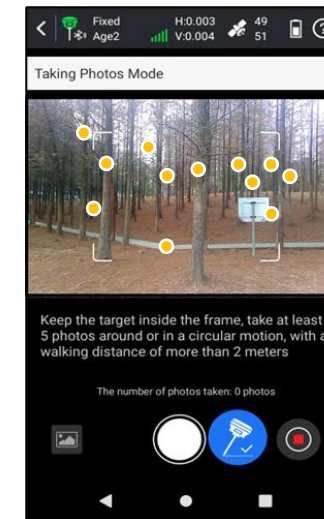 Fixed H:0.003 49
Age2 V:0.004 51
Taking Photos Mode
Keep the target inside the frame, take at least
5 photos around or in a circular motion, with a
walking distance of more than 2 meters
The number of photos taken: 0 photos